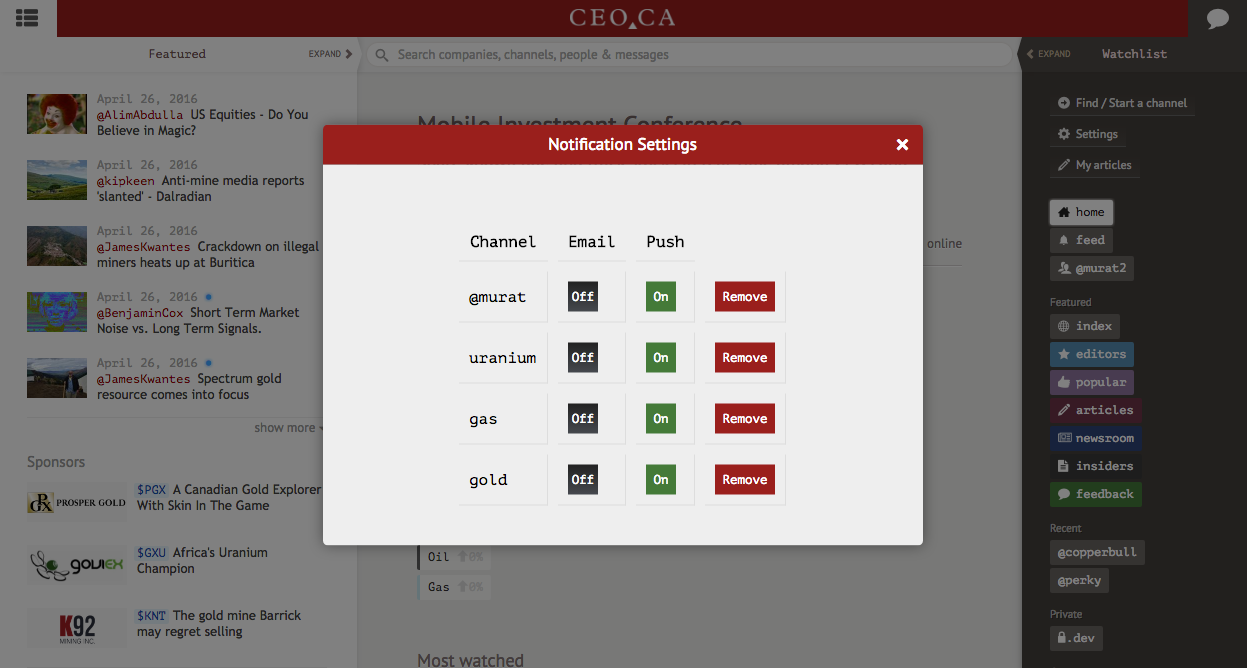 CEO.CA
Featured
EXPAND
Search companies, channels, people & messages
EXPAND
Watchlist
April 26, 2016
@AlimAbdulla US Equities - Do You
Believe in Magic?
April 26, 2016
@kipkeen Anti-mine media reports
'slanted' - Dalradian
April 26, 2016
@JamesKwantes Crackdown on illegal
miners heats up at Buritica
April 26, 2016
@BenjaminCox Short Term Market
Noise vs. Long Term Signals.
April 26, 2016
@JamesKwantes Spectrum gold
resource comes into focus
show more
Sponsors
PGX PROSPER GOLD
$PGX A Canadian Gold Explorer
With Skin In The Game
GOVIEX
$GXU Africa's Uranium
Champion
K92
MINING INC.
$KNT The gold mine Barrick
may regret selling
Mobile Investment Conference
Notification Settings
Channel Email Push
@murat Off On Remove
uranium Off On Remove
gas Off On Remove
gold Off On Remove
online
Oil 0%
Gas 0%
Most watched
Find / Start a channel
Settings
My articles
home
feed
@murat2
Featured
index
editors
popular
articles
newsroom
insiders
feedback
Recent
@copperbull
@perky
Private
.dev